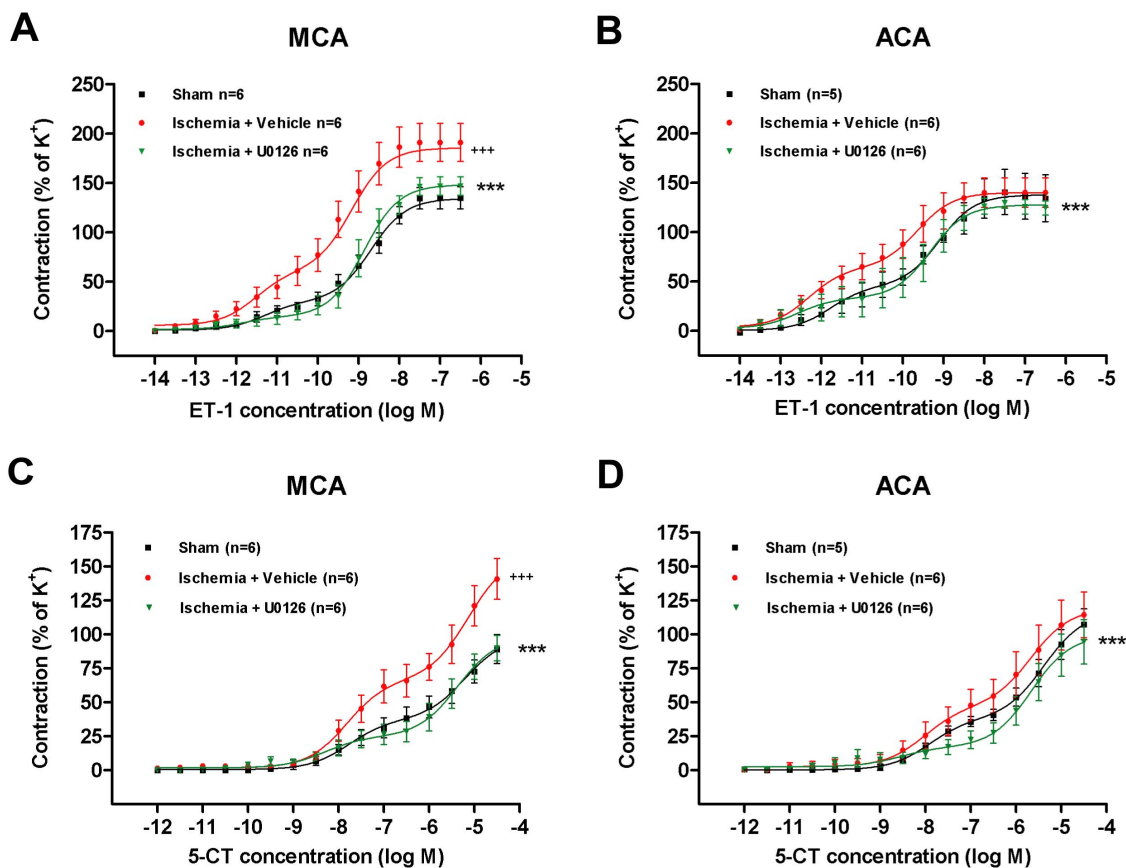 A
MCA
Sham n=6
Ischemia + Vehicle n=6
Ischemia + U0126 n=6
Contraction (% of K+)
250
200
150
100
50
0
+++
***
-14 -13 -12 -11 -10 -9 -8 -7 -6 -5
ET-1 concentration (log M)
B
ACA
Sham (n=5)
Ischemia + Vehicle (n=6)
Ischemia + U0126 (n=6)
Contraction (% of K+)
250
200
150
100
50
0
***
-14 -13 -12 -11 -10 -9 -8 -7 -6 -5
ET-1 concentration (log M)
C
MCA
Sham (n=6)
Ischemia + Vehicle (n=6)
Ischemia + U0126 (n=6)
Contraction (% of K+)
175
150
125
100
75
50
25
0
+++
***
-12 -11 -10 -9 -8 -7 -6 -5 -4
5-CT concentration (log M)
D
ACA
Sham (n=5)
Ischemia + Vehicle (n=6)
Ischemia + U0126 (n=6)
Contraction (% of K+)
175
150
125
100
75
50
25
0
***
-12 -11 -10 -9 -8 -7 -6 -5 -4
5-CT concentration (log M)